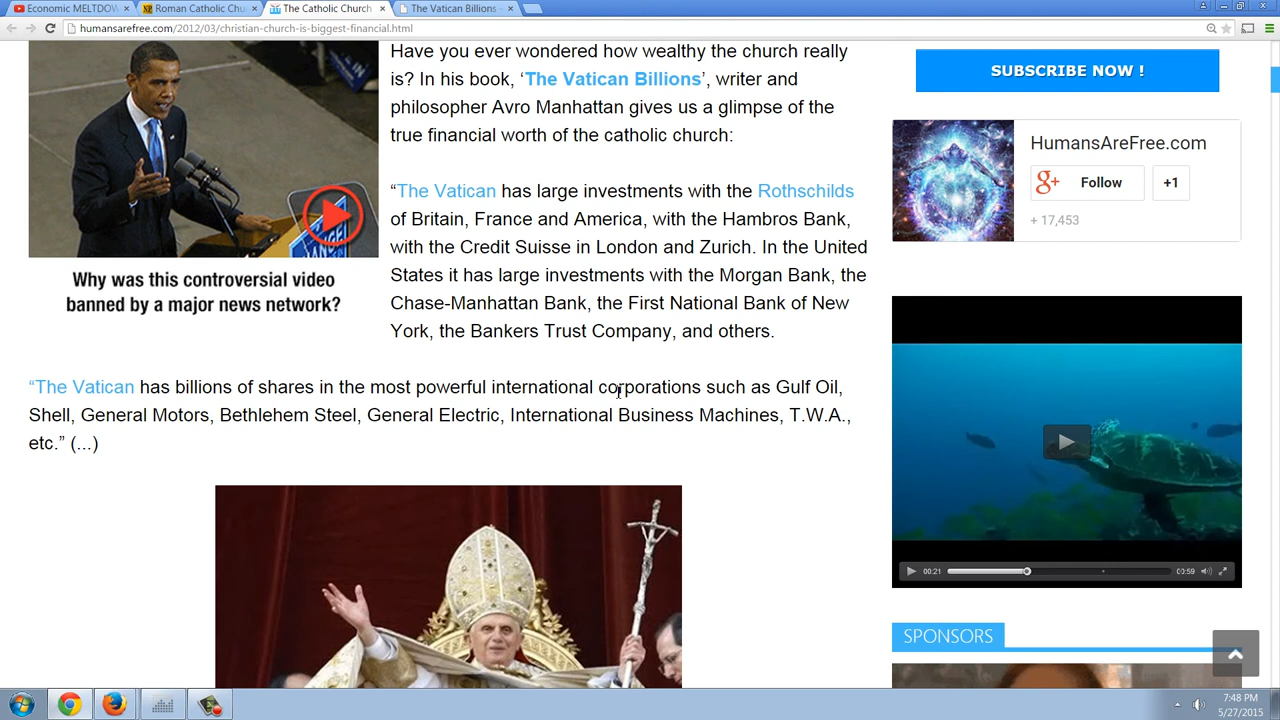 Economic MELTDOW
Roman Catholic Chu
The Catholic Church
The Vatican Billions -
humansarefree.com/2012/03/christian-church-is-biggest-financial.html
Have you ever wondered how wealthy the church really
is? In his book, ‘The Vatican Billions’, writer and
philosopher Avro Manhattan gives us a glimpse of the
true financial worth of the catholic church:
“The Vatican has large investments with the Rothschilds
of Britain, France and America, with the Hambros Bank,
with the Credit Suisse in London and Zurich. In the United
States it has large investments with the Morgan Bank, the
Chase-Manhattan Bank, the First National Bank of New
York, the Bankers Trust Company, and others.
Why was this controversial video
banned by a major news network?
“The Vatican has billions of shares in the most powerful international corporations such as Gulf Oil,
Shell, General Motors, Bethlehem Steel, General Electric, International Business Machines, T.W.A.,
etc.” (...)
SUBSCRIBE NOW !
HumansAreFree.com
g+ Follow +1
+ 17,453
00:21 00:59
SPONSORS
7:48 PM
5/27/2015